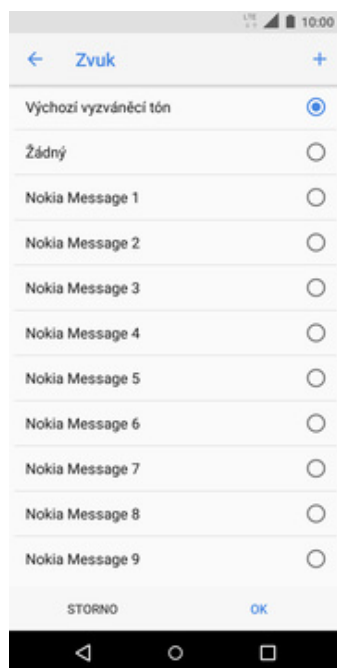 LTE 10:00
Zvuk
Výchozí vyzváněcí tón
Žádný
Nokia Message 1
Nokia Message 2
Nokia Message 3
Nokia Message 4
Nokia Message 5
Nokia Message 6
Nokia Message 7
Nokia Message 8
Nokia Message 9
STORNO OK